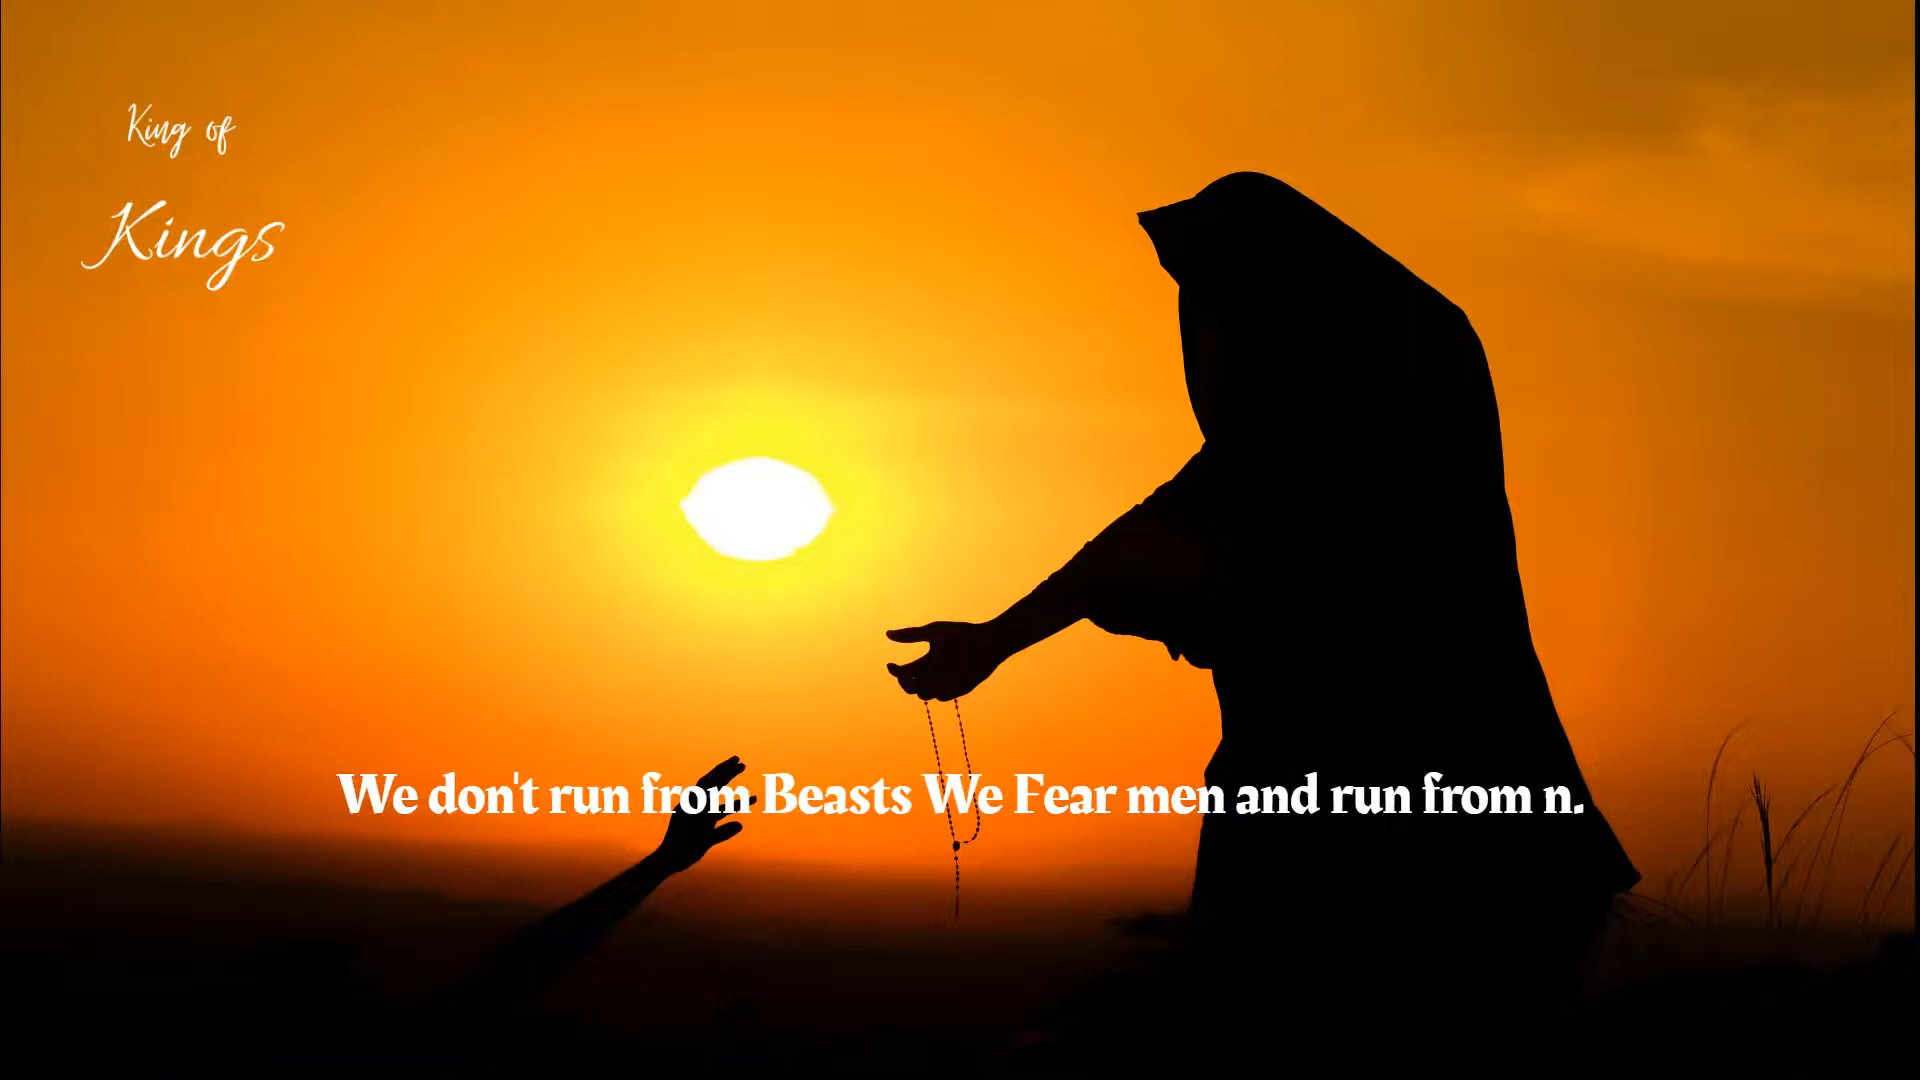 King of
Kings
We don't run from Beasts We Fear men and run from n.